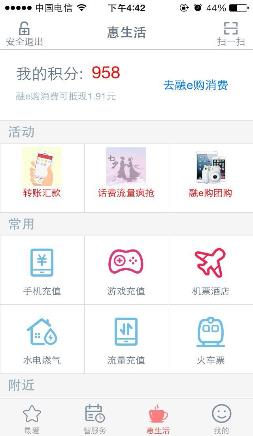 中国电信 下午4:42 44%
安全退出 惠生活 扫一扫
我的积分: 958
去融e购消费
融e购消费可抵现1.91元
活动
七夕
转账汇款 话费流量疯抢 融e购团购
常用
手机充值 游戏充值 机票酒店
水电燃气 流量充值 火车票
附近
最爱 智服务 惠生活 我的